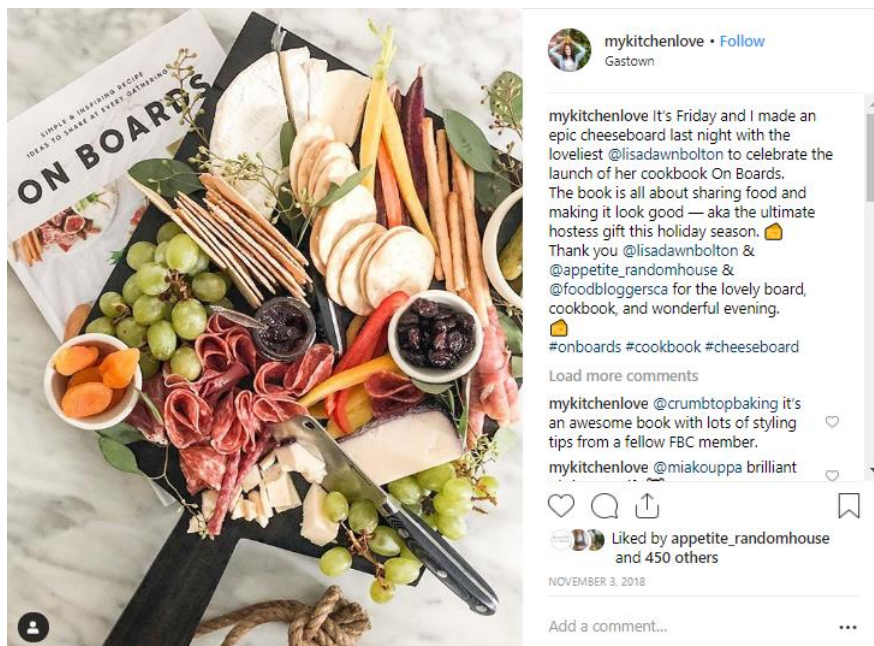 SIMPLE & INSPIRING RECIPE
IDEAS TO SHARE AT EVERY GATHERING
ON BOARDS
mykitchenlove • Follow
Gastown
mykitchenlove It's Friday and I made an
epic cheeseboard last night with the
loveliest @lisadawnbolton to celebrate the
launch of her cookbook On Boards.
The book is all about sharing food and
making it look good — aka the ultimate
hostess gift this holiday season. 🧀
Thank you @lisadawnbolton &
@appetite_randomhouse &
@foodbloggersca for the lovely board,
cookbook, and wonderful evening.
🧀
#onboards #cookbook #cheeseboard
Load more comments
mykitchenlove @crumbtopbaking it's
an awesome book with lots of styling
tips from a fellow FBC member.
mykitchenlove @miakouppa brilliant
Liked by appetite_randomhouse
and 450 others
NOVEMBER 3, 2018
Add a comment...